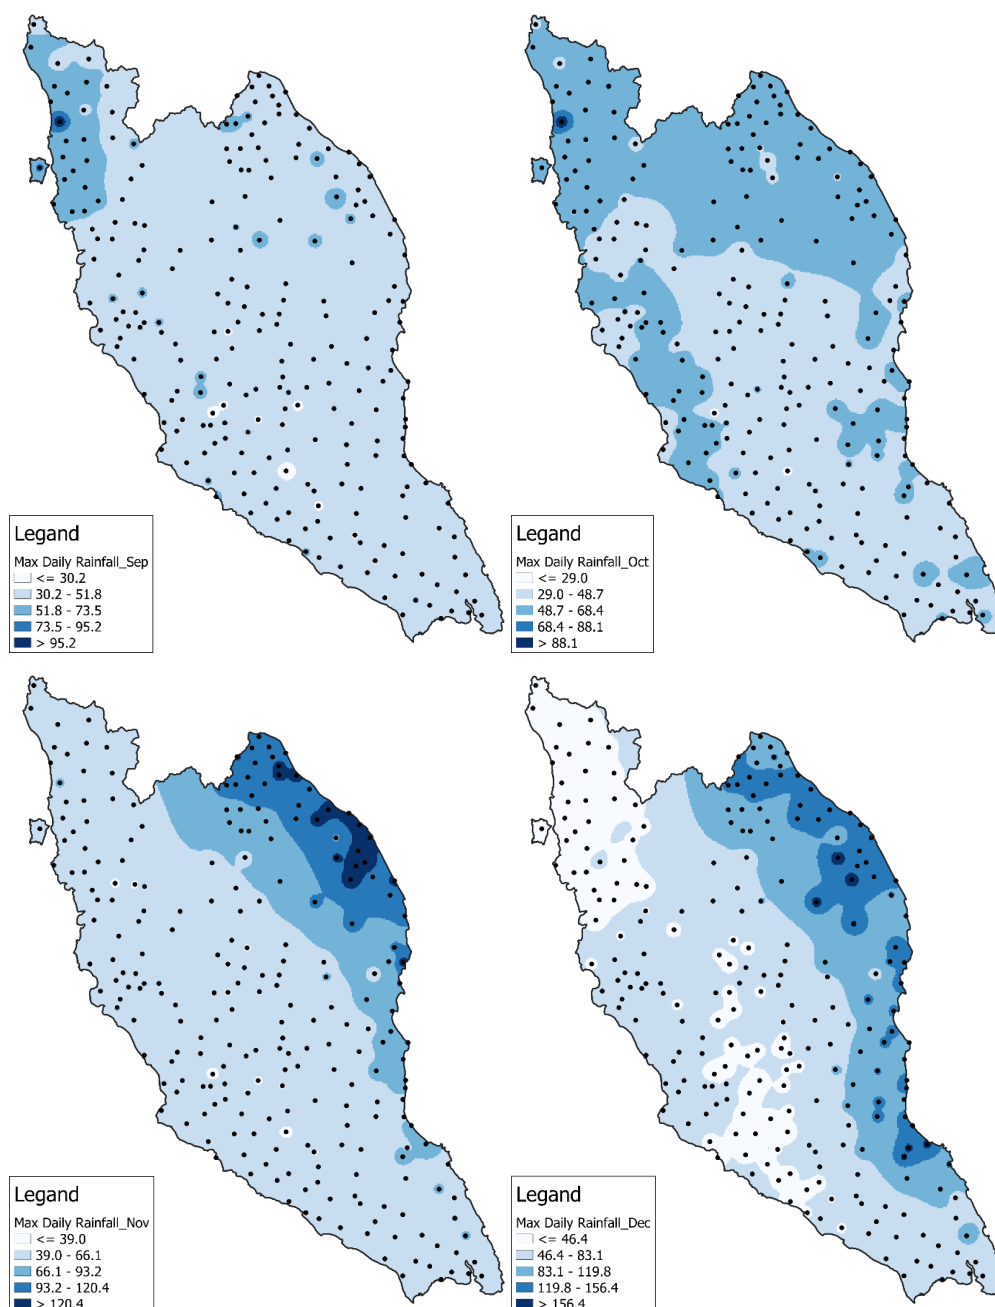 Legand
Max Daily Rainfall_Sep
<= 30.2
30.2 - 51.8
51.8 - 73.5
73.5 - 95.2
> 95.2
Legand
Max Daily Rainfall_Oct
<= 29.0
29.0 - 48.7
48.7 - 68.4
68.4 - 88.1
> 88.1
Legand
Max Daily Rainfall_Nov
<= 39.0
39.0 - 66.1
66.1 - 93.2
93.2 - 120.4
> 120.4
Legand
Max Daily Rainfall_Dec
<= 46.4
46.4 - 83.1
83.1 - 119.8
119.8 - 156.4
> 156.4